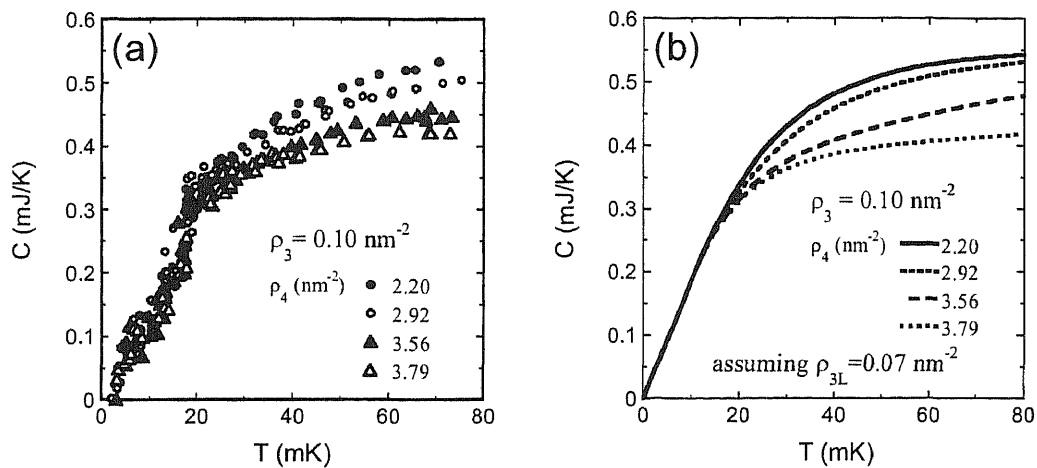 (a)
C (mJ/K)
0.6
0.5
0.4
0.3
0.2
0.1
0
ρ₃= 0.10 nm⁻²
ρ₄ (nm⁻²)
2.20
2.92
3.56
3.79
0 20 40 60 80
T (mK)
(b)
C (mJ/K)
0.6
0.5
0.4
0.3
0.2
0.1
0
ρ₃ = 0.10 nm⁻²
ρ₄ (nm⁻²)
2.20
2.92
3.56
3.79
assuming ρ₃L=0.07 nm⁻²
0 20 40 60 80
T (mK)